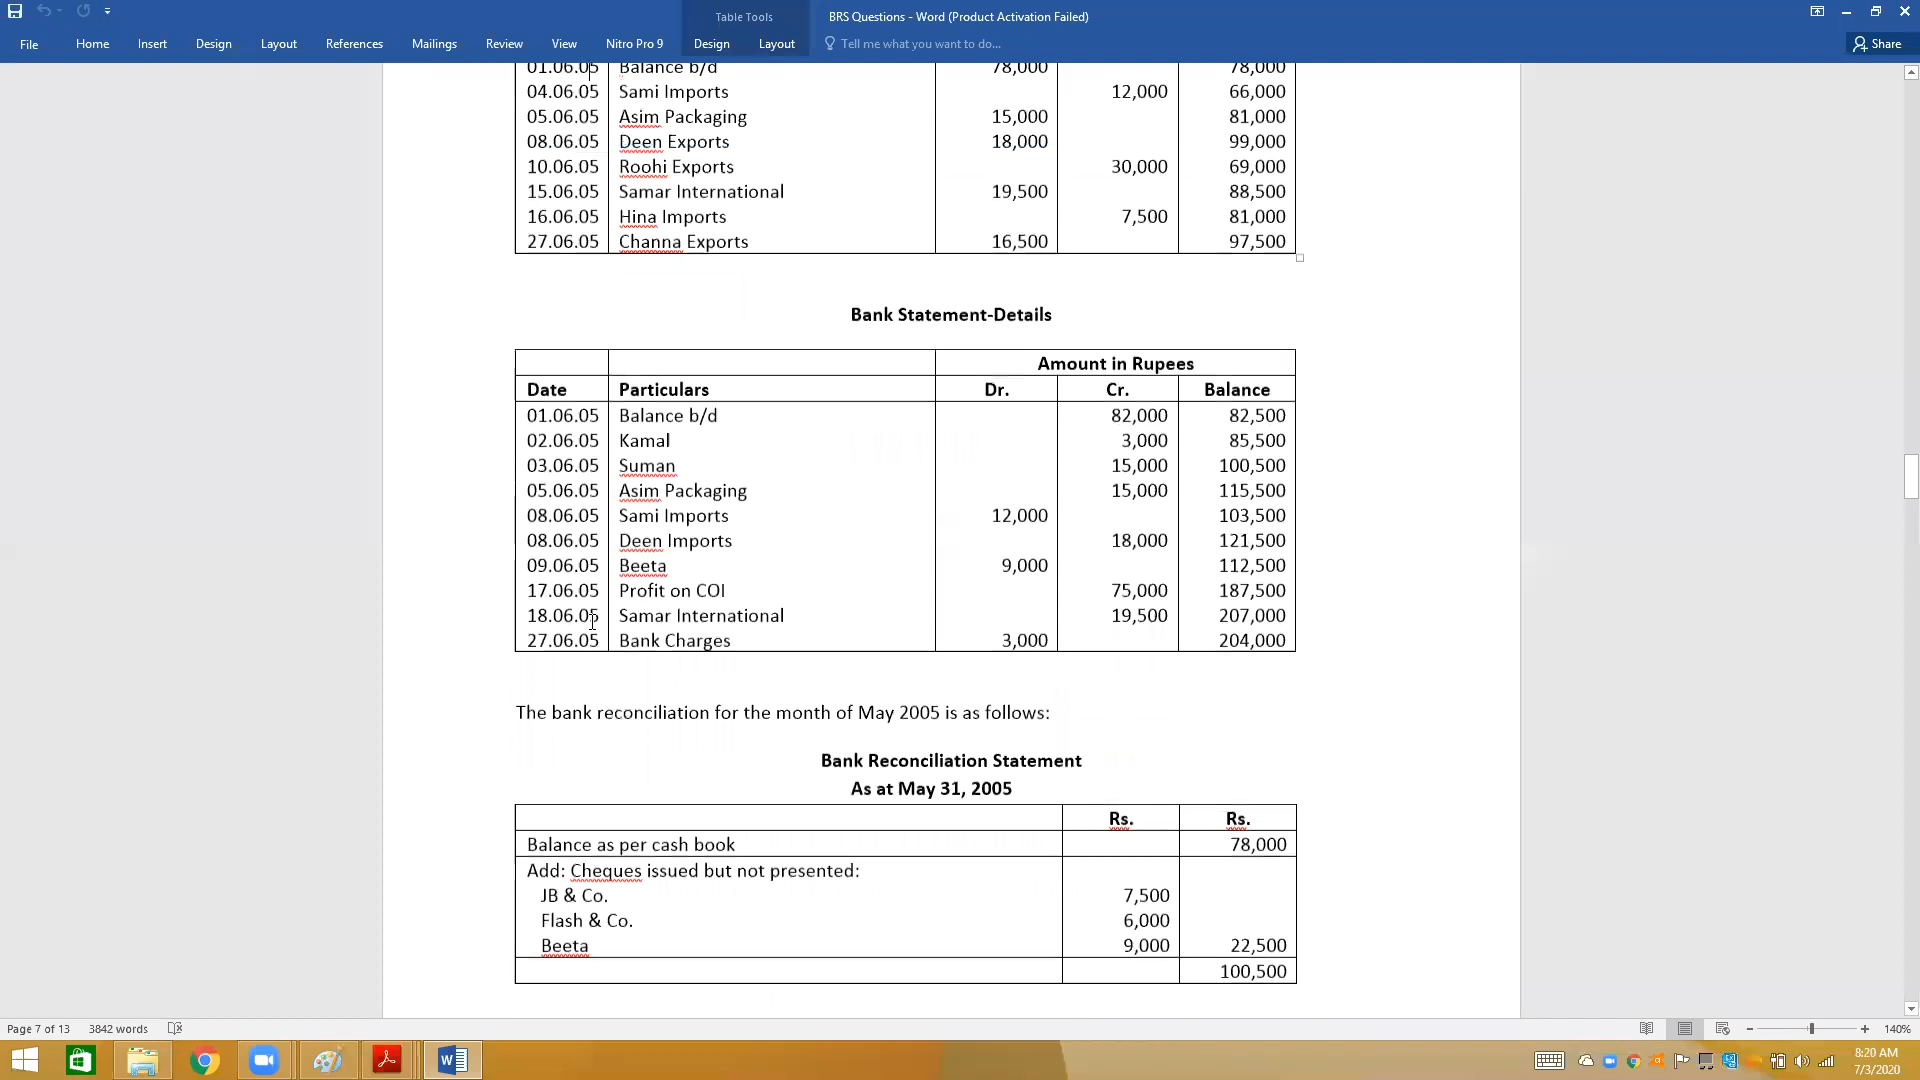 Table Tools
BRS Questions - Word (Product Activation Failed)
File Home Insert Design Layout References Mailings Review View Nitro Pro 9 Design Layout Tell me what you want to do... Share
01.06.05 Balance b/d 78,000 78,000
04.06.05 Sami Imports 12,000 66,000
05.06.05 Asim Packaging 15,000 81,000
08.06.05 Deen Exports 18,000 99,000
10.06.05 Roohi Exports 30,000 69,000
15.06.05 Samar International 19,500 88,500
16.06.05 Hina Imports 7,500 81,000
27.06.05 Channa Exports 16,500 97,500
Bank Statement-Details
Amount in Rupees
Date Particulars Dr. Cr. Balance
01.06.05 Balance b/d 82,000 82,500
02.06.05 Kamal 3,000 85,500
03.06.05 Suman 15,000 100,500
05.06.05 Asim Packaging 15,000 115,500
08.06.05 Sami Imports 12,000 103,500
08.06.05 Deen Imports 18,000 121,500
09.06.05 Beeta 9,000 112,500
17.06.05 Profit on COI 75,000 187,500
18.06.05 Samar International 19,500 207,000
27.06.05 Bank Charges 3,000 204,000
The bank reconciliation for the month of May 2005 is as follows:
Bank Reconciliation Statement
As at May 31, 2005
Rs. Rs.
Balance as per cash book 78,000
Add: Cheques issued but not presented:
JB & Co. 7,500
Flash & Co. 6,000
Beeta 9,000 22,500
100,500
Page 7 of 13 3842 words 140%
8:20 AM
7/3/2020